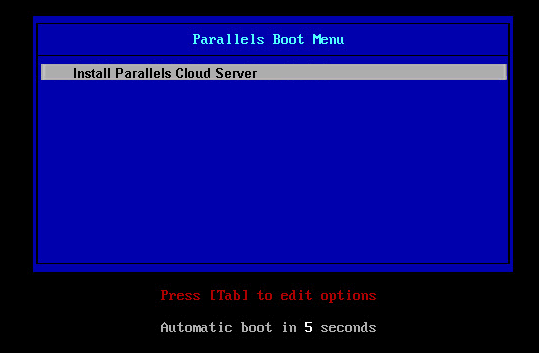 Parallels Boot Menu
Install Parallels Cloud Server
Press [Tab] to edit options
Automatic boot in 5 seconds